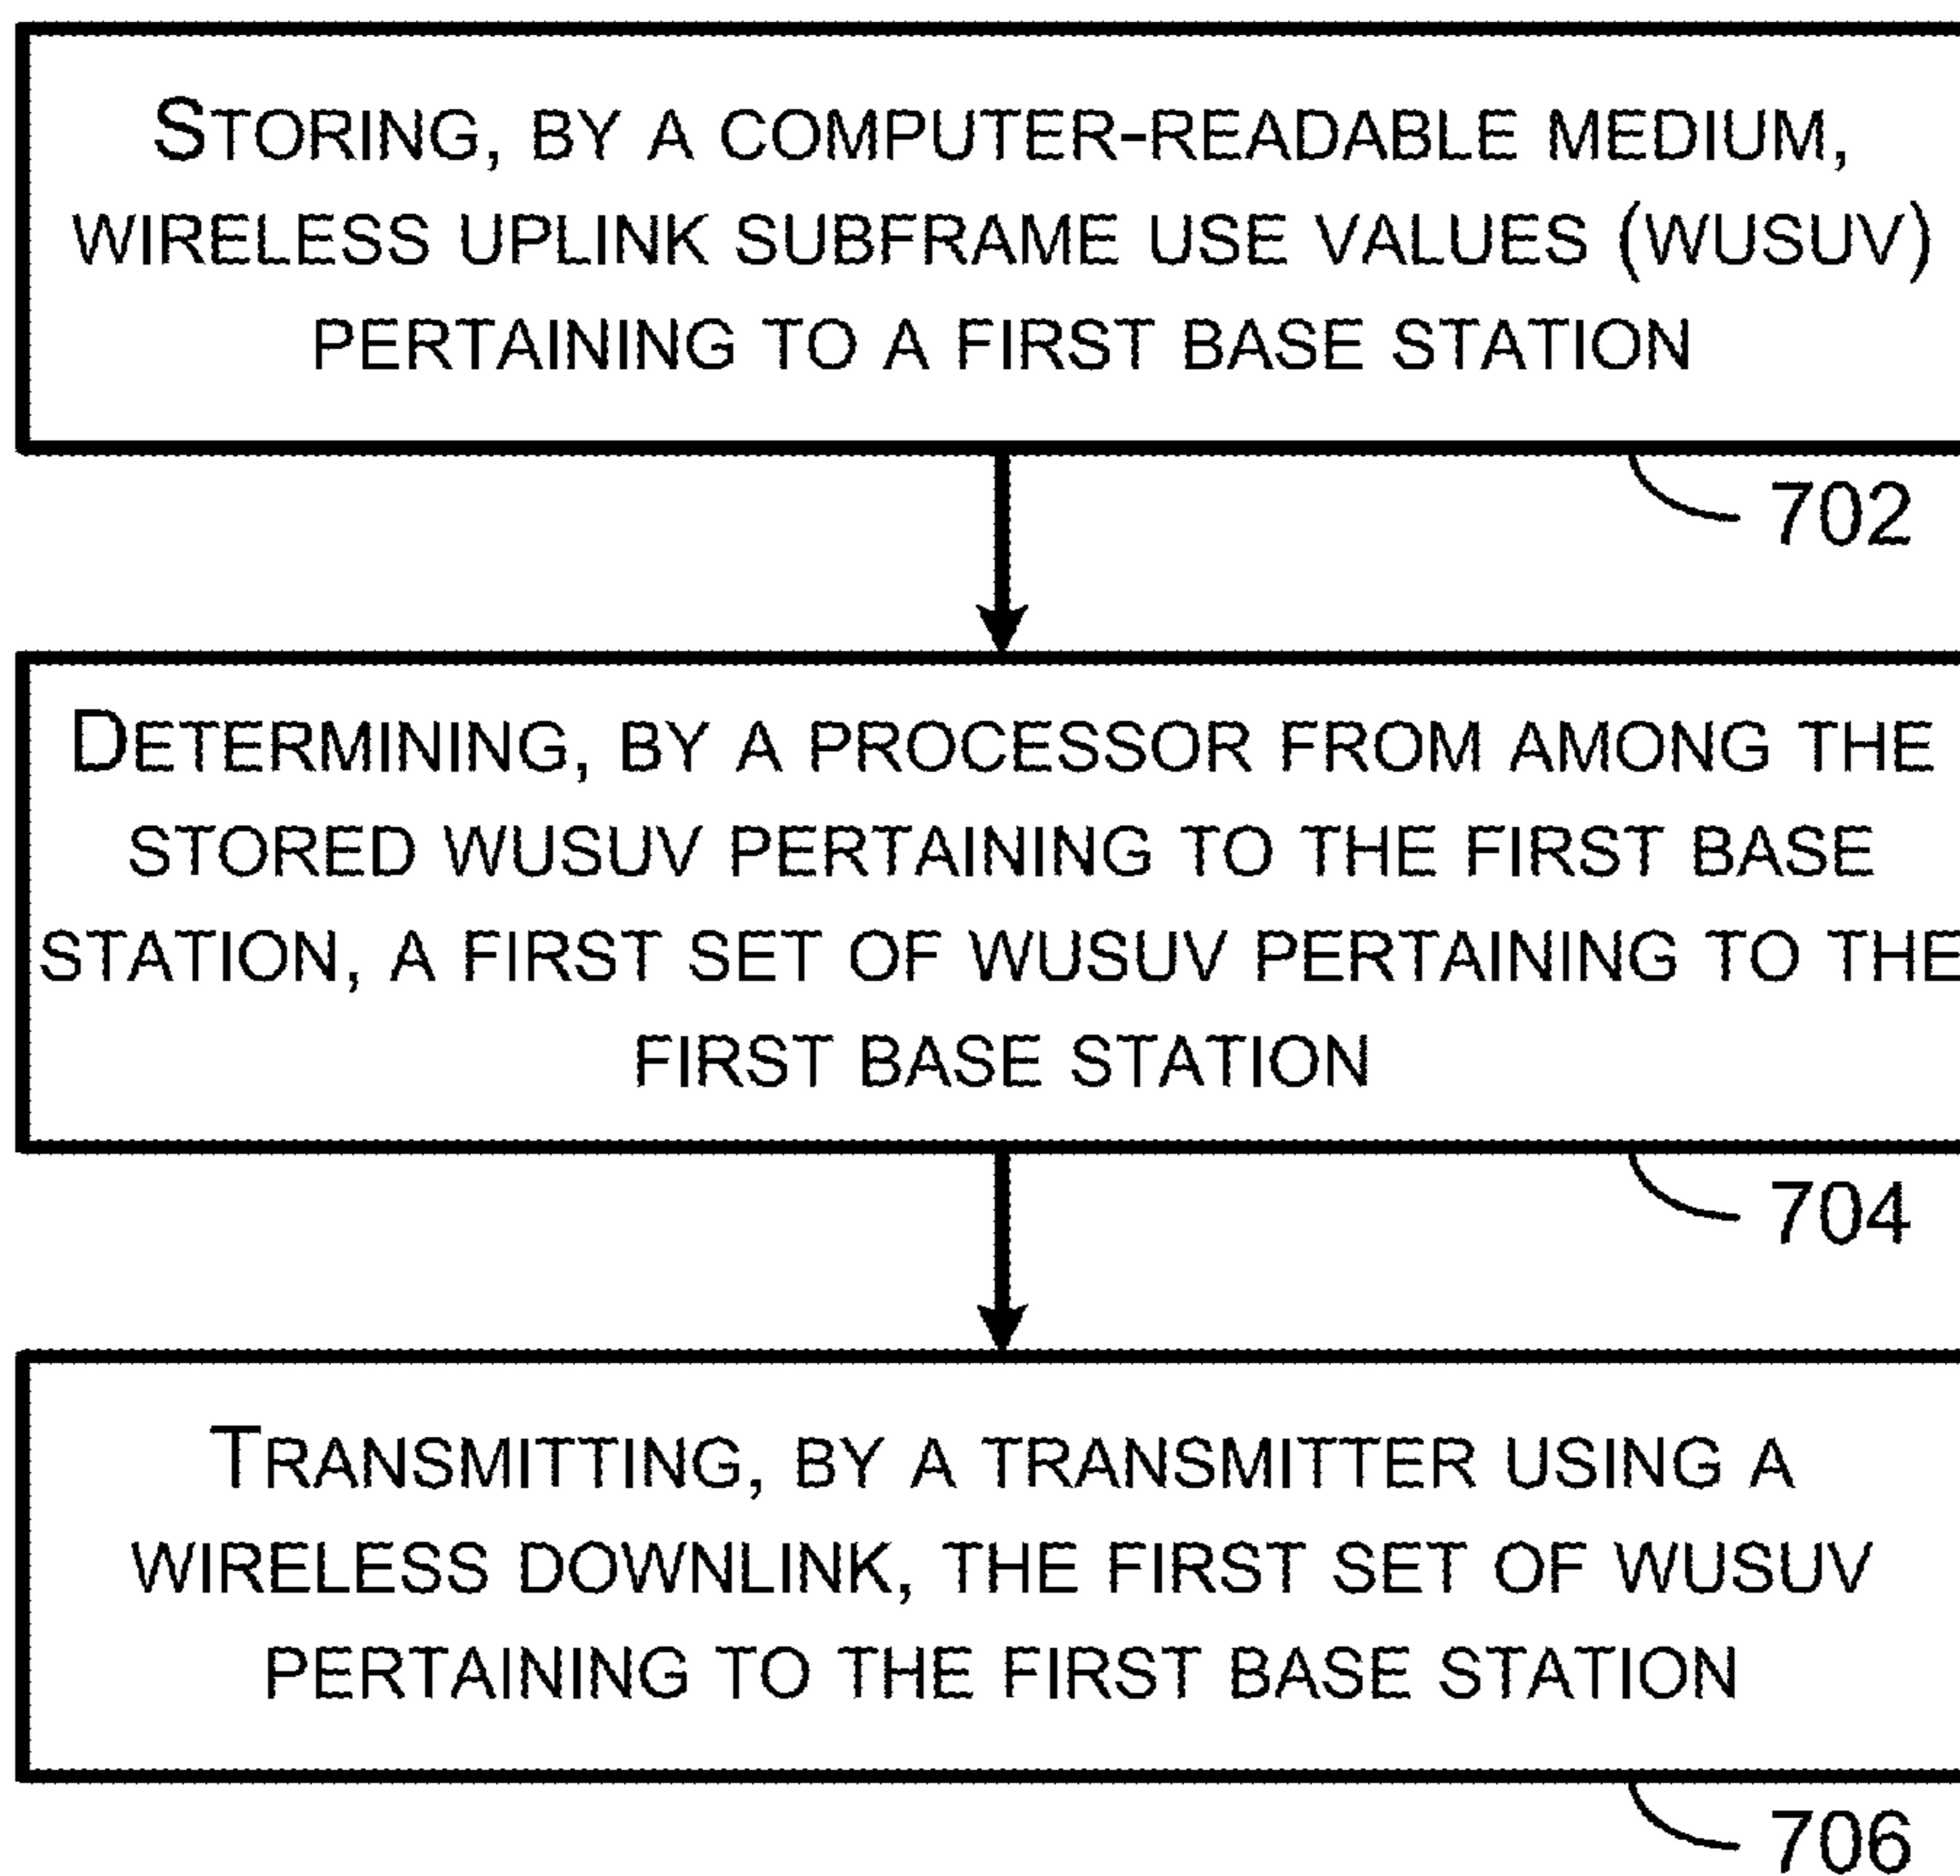 STORING, BY A COMPUTER-READABLE MEDIUM,
WIRELESS UPLINK SUBFRAME USE VALUES (WUSUV)
PERTAINING TO A FIRST BASE STATION
702
DETERMINING, BY A PROCESSOR FROM AMONG THE
STORED WUSUV PERTAINING TO THE FIRST BASE
STATION, A FIRST SET OF WUSUV PERTAINING TO THE
FIRST BASE STATION
704
TRANSMITTING, BY A TRANSMITTER USING A
WIRELESS DOWNLINK, THE FIRST SET OF WUSUV
PERTAINING TO THE FIRST BASE STATION
706